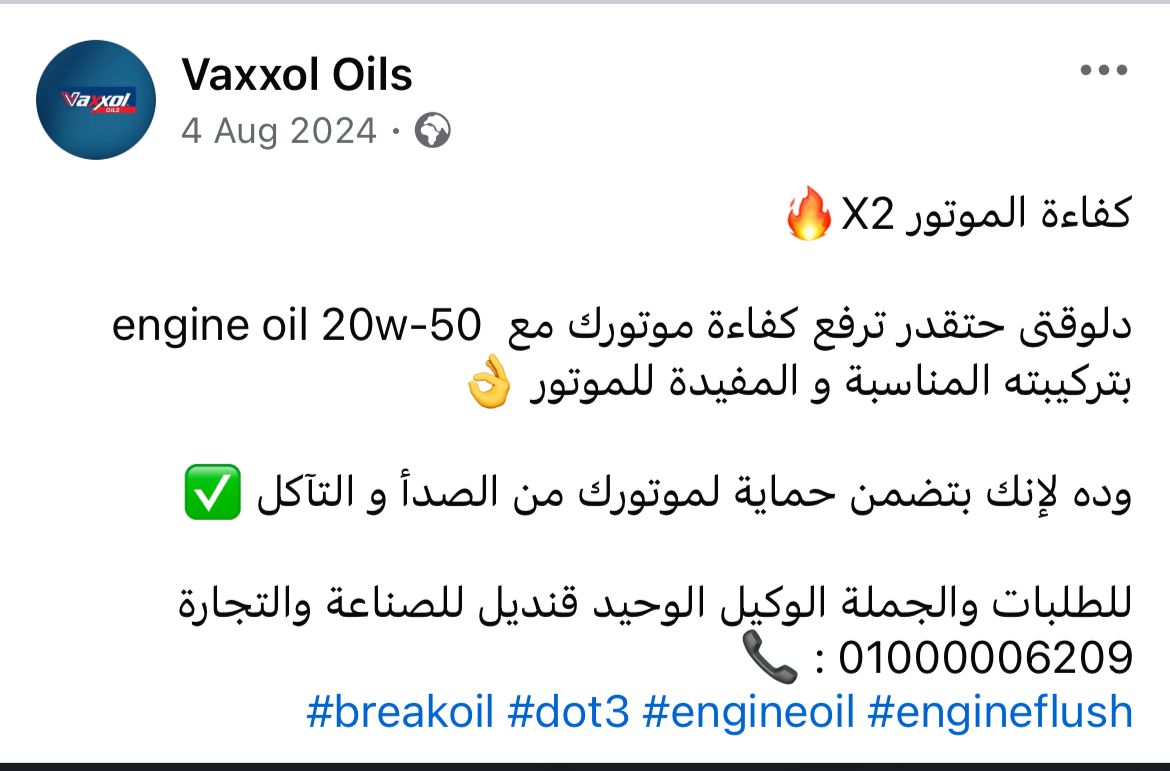 Vaxxol OILS
Vaxxol Oils
4 Aug 2024 ·
كفاءة الموتور X2 🔥
دلوقتى حتقدر ترفع كفاءة موتورك مع engine oil 20w-50
بتركيبته المناسبة و المفيدة للموتور 👌
وده لإنك بتضمن حماية لموتورك من الصدأ و التآكل ✅
للطلبات والجملة الوكيل الوحيد قنديل للصناعة والتجارة
01000006209 : 📞
#breakoil #dot3 #engineoil #engineflush